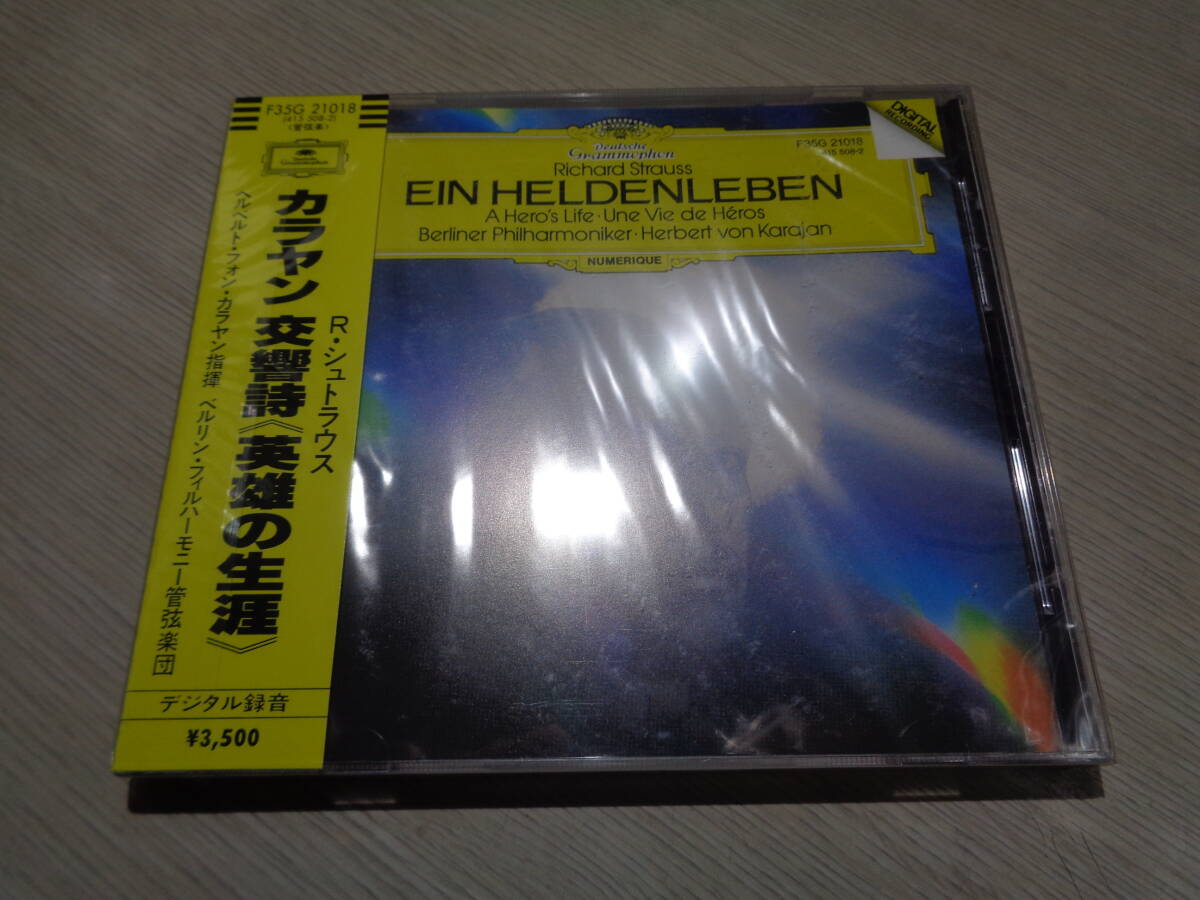 F35G 21018
(415 508-2)
〈管弦楽〉
Deutsche
Grammophon
R・シュトラウス
カラヤン 交響詩《英雄の生涯》
ヘルベルト・フォン・カラヤン指揮 ベルリン・フィルハーモニー管弦楽団
デジタル録音
¥3,500
Deutsche
Grammophon
Richard Strauss
EIN HELDENLEBEN
A Hero's Life·Une Vie de Héros
Berliner Philharmoniker·Herbert von Karajan
NUMERIQUE
F35G 21018
415 508-2
DIGITAL
RECORDING